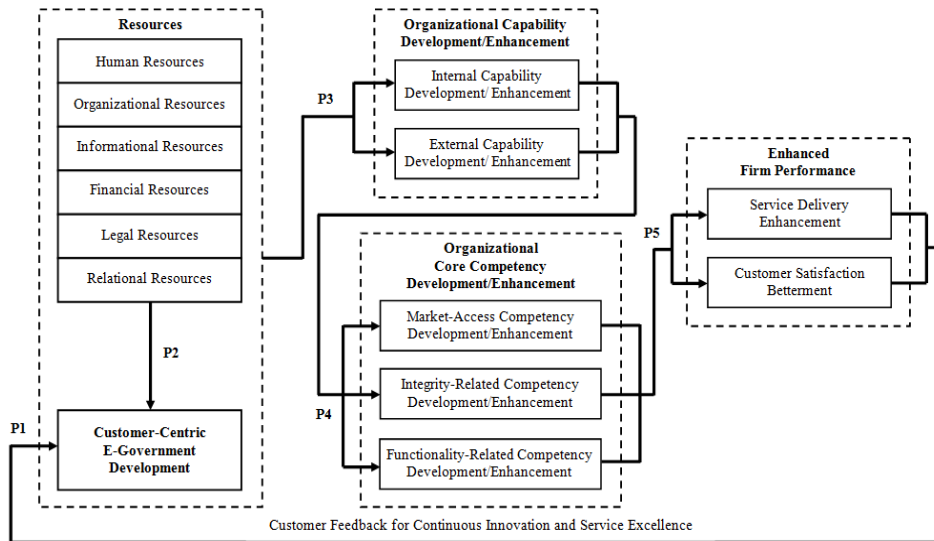 Resources
Human Resources
Organizational Resources
Informational Resources
Financial Resources
Legal Resources
Relational Resources
P2
P1
Customer-Centric
E-Government
Development
P3
Organizational Capability
Development/Enhancement
Internal Capability
Development/ Enhancement
External Capability
Development/ Enhancement
P4
Organizational
Core Competency
Development/Enhancement
Market-Access Competency
Development/Enhancement
Integrity-Related Competency
Development/Enhancement
Functionality-Related Competency
Development/Enhancement
P5
Enhanced
Firm Performance
Service Delivery
Enhancement
Customer Satisfaction
Betterment
Customer Feedback for Continuous Innovation and Service Excellence